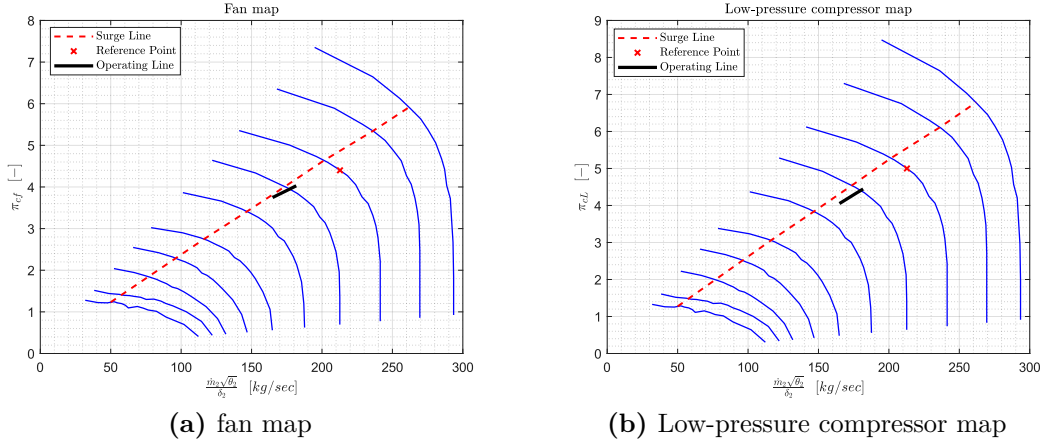 Fan map
Surge Line
Reference Point
Operating Line
8
7
6
5
4
3
2
1
0
π_cf [−]
0 50 100 150 200 250 300
ṁ₂√θ₂/δ₂ [kg/sec]
(a) fan map
Low-pressure compressor map
Surge Line
Reference Point
Operating Line
9
8
7
6
5
4
3
2
1
0
π_cL [−]
0 50 100 150 200 250 300
ṁ₂√θ₂/δ₂ [kg/sec]
(b) Low-pressure compressor map